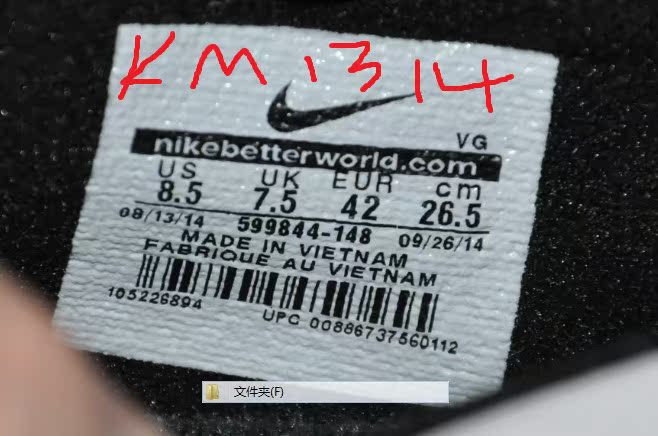 KM1314
VG
nikebetterworld.com
US UK EUR cm
8.5 7.5 42 26.5
08/13/14 599844-148 09/26/14
MADE IN VIETNAM
FABRIQUE AU VIETNAM
105226894
UPC 00886737560112
文件夹(F)